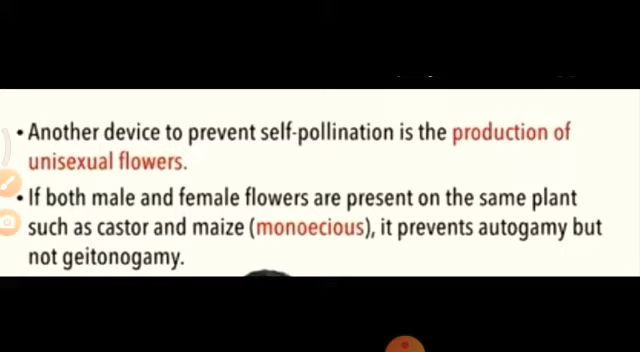 • Another device to prevent self-pollination is the production of
unisexual flowers.
• If both male and female flowers are present on the same plant
such as castor and maize (monoecious), it prevents autogamy but
not geitonogamy.